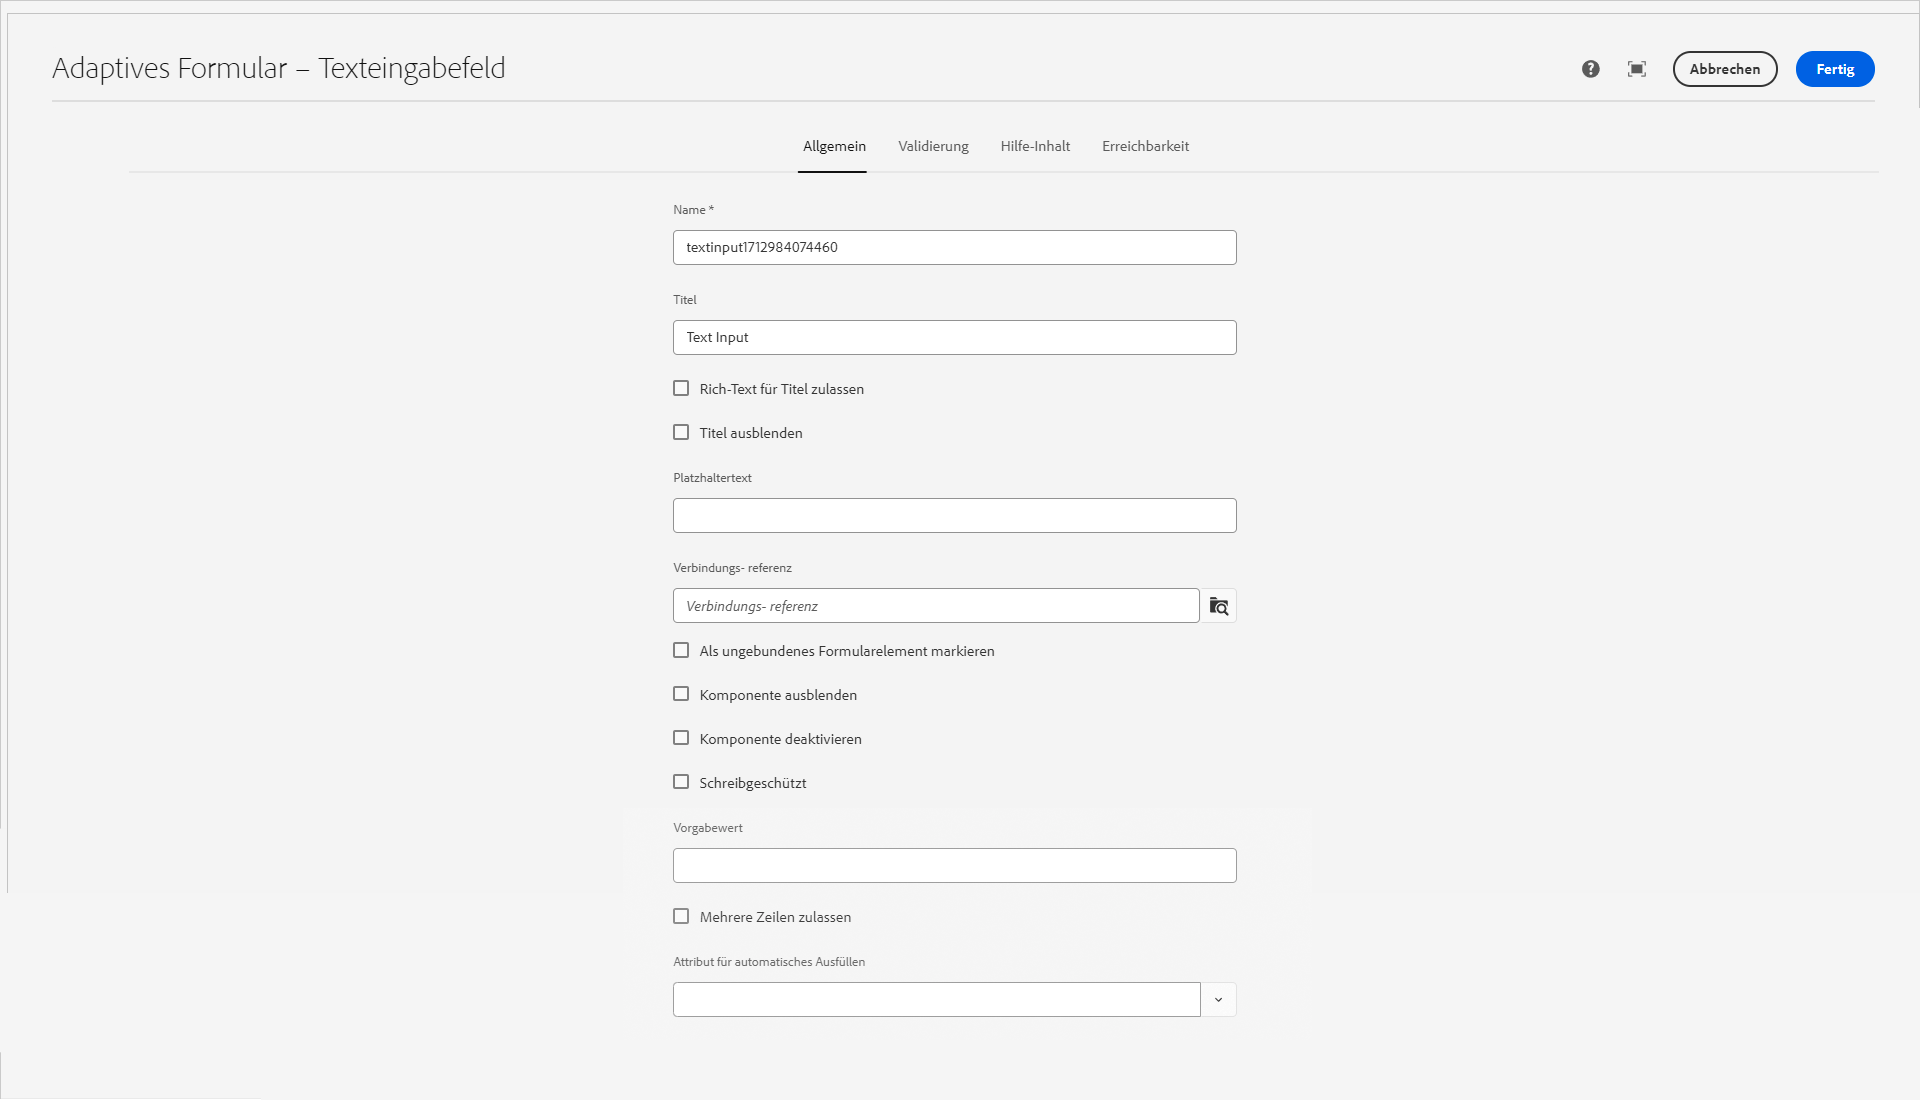 Adaptives Formular – Texteingabefeld
Abbrechen
Fertig
Allgemein
Validierung
Hilfe-Inhalt
Erreichbarkeit
Name *
textinput1712984074460
Titel
Text Input
Rich-Text für Titel zulassen
Titel ausblenden
Platzhaltertext
Verbindungs- referenz
Verbindungs- referenz
Als ungebundenes Formularelement markieren
Komponente ausblenden
Komponente deaktivieren
Schreibgeschützt
Vorgabewert
Mehrere Zeilen zulassen
Attribut für automatisches Ausfüllen